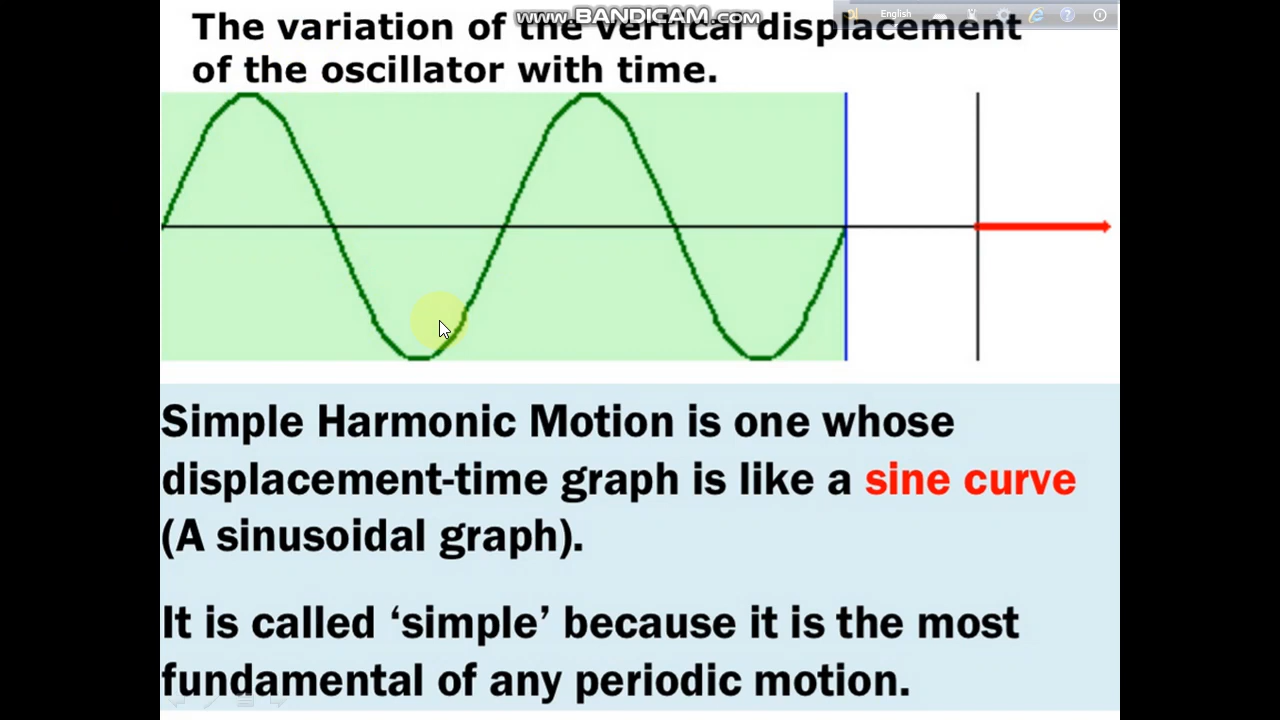 www.BANDICAM.com
English
The variation of the vertical displacement
of the oscillator with time.
Simple Harmonic Motion is one whose
displacement-time graph is like a sine curve
(A sinusoidal graph).
It is called ‘simple’ because it is the most
fundamental of any periodic motion.